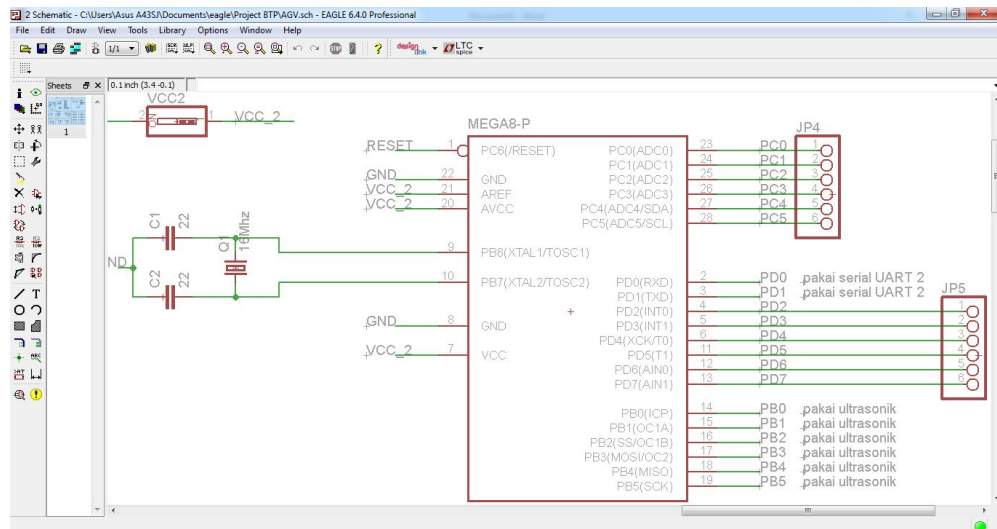 2 Schematic - C:\Users\Asus A43SJ\Documents\eagle\Project BTP\AGV.sch - EAGLE 6.4.0 Professional
File Edit Draw View Tools Library Options Window Help
1/1
design link
LTC spice
Sheets
0.1 inch (3.4 -0.1)
1
VCC2
2 ON 1 VCC_2
MEGA8-P
RESET 1 PC6(/RESET)
GND 22 GND
VCC_2 21 AREF
VCC_2 20 AVCC
C1 22
Q1 16Mhz
ND
C2 22
9 PB6(XTAL1/TOSC1)
10 PB7(XTAL2/TOSC2)
GND 8 GND
VCC_2 7 VCC
JP4
PC0(ADC0) 23 PC0 1
PC1(ADC1) 24 PC1 2
PC2(ADC2) 25 PC2 3
PC3(ADC3) 26 PC3 4
PC4(ADC4/SDA) 27 PC4 5
PC5(ADC5/SCL) 28 PC5 6
PD0(RXD) 2 PD0 pakai serial UART 2
PD1(TXD) 3 PD1 pakai serial UART 2
JP5
PD2(INT0) 4 PD2 1
PD3(INT1) 5 PD3 2
PD4(XCK/T0) 6 PD4 3
PD5(T1) 11 PD5 4
PD6(AIN0) 12 PD6 5
PD7(AIN1) 13 PD7 6
PB0(ICP) 14 PB0 pakai ultrasonik
PB1(OC1A) 15 PB1 pakai ultrasonik
PB2(SS/OC1B) 16 PB2 pakai ultrasonik
PB3(MOSI/OC2) 17 PB3 pakai ultrasonik
PB4(MISO) 18 PB4 pakai ultrasonik
PB5(SCK) 19 PB5 pakai ultrasonik